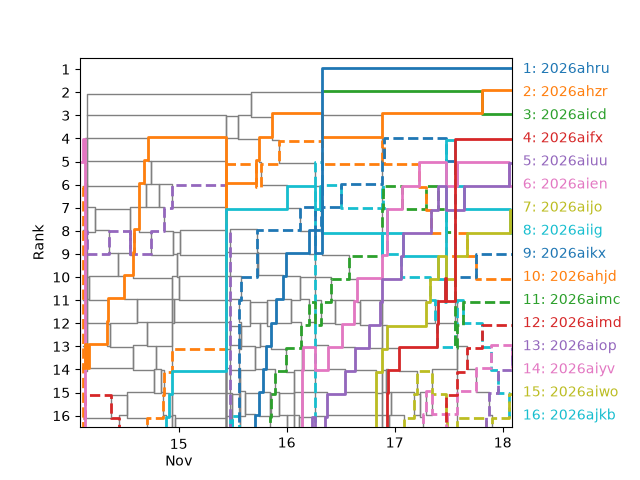 1
2
3
4
5
6
7
8
9
10
11
12
13
14
15
16
Rank
15
16
17
18
Nov
1: 2026ahru
2: 2026ahzr
3: 2026aicd
4: 2026aifx
5: 2026aiuu
6: 2026aien
7: 2026aijo
8: 2026aiig
9: 2026aikx
10: 2026ahjd
11: 2026aimc
12: 2026aimd
13: 2026aiop
14: 2026aiyv
15: 2026aiwo
16: 2026ajkb